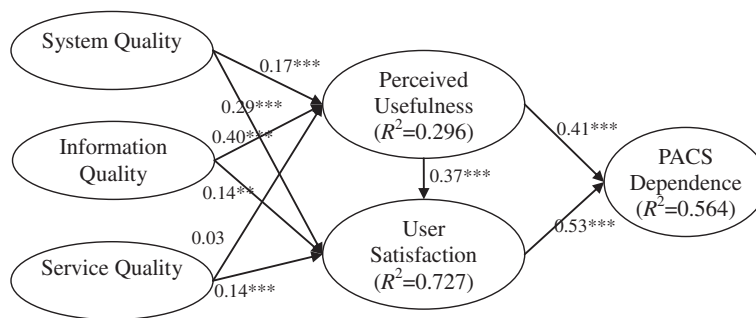 System Quality
0.17***
Perceived
Usefulness
(R²=0.296)
0.29***
0.40***
0.41***
Information
Quality
PACS
Dependence
(R²=0.564)
0.37***
0.14**
User
Satisfaction
(R²=0.727)
0.53***
0.03
Service Quality
0.14***